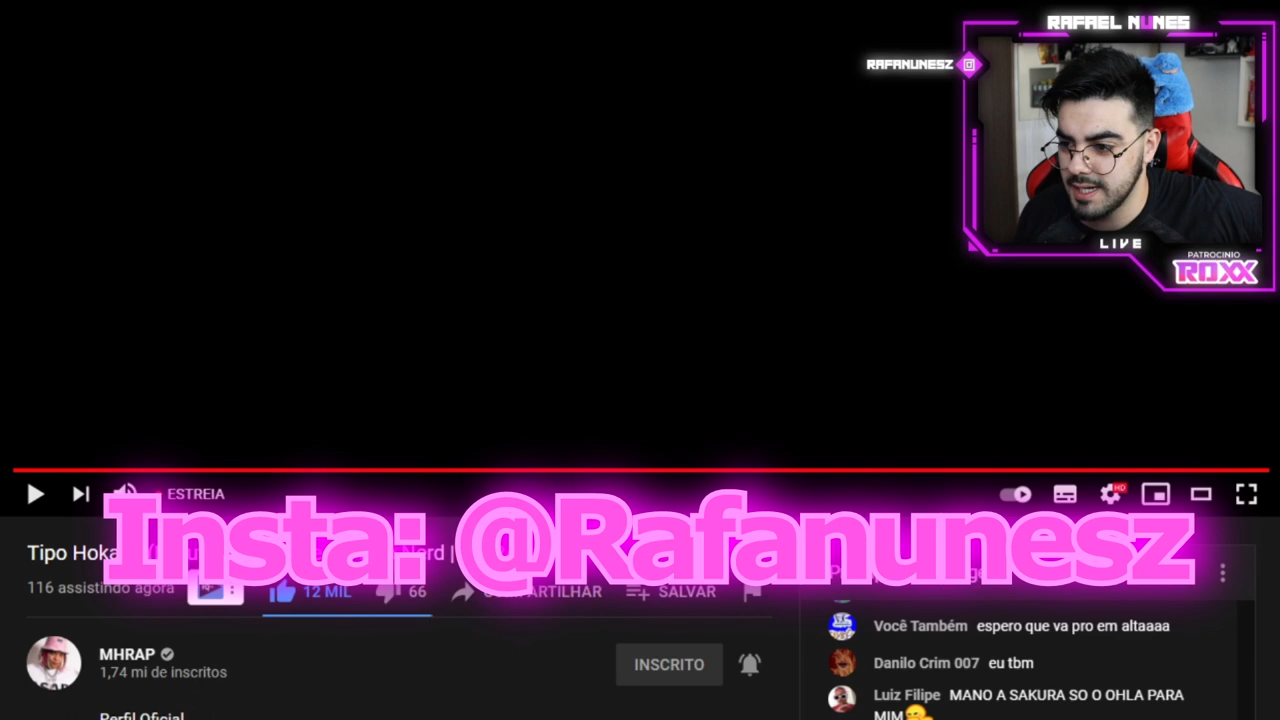 RAFAEL NUNES
RAFANUNESZ
LIVE
PATROCINIO
ROXX
ESTREIA
HD
Insta: @Rafanunesz
Tipo Hoka
116 assistindo agora
12 MIL
66
COMPARTILHAR
SALVAR
MHRAP
1,74 mi de inscritos
INSCRITO
Perfil Oficial
Você Também espero que va pro em altaaaa
Danilo Crim 007 eu tbm
Luiz Filipe MANO A SAKURA SO O OHLA PARA
MIM